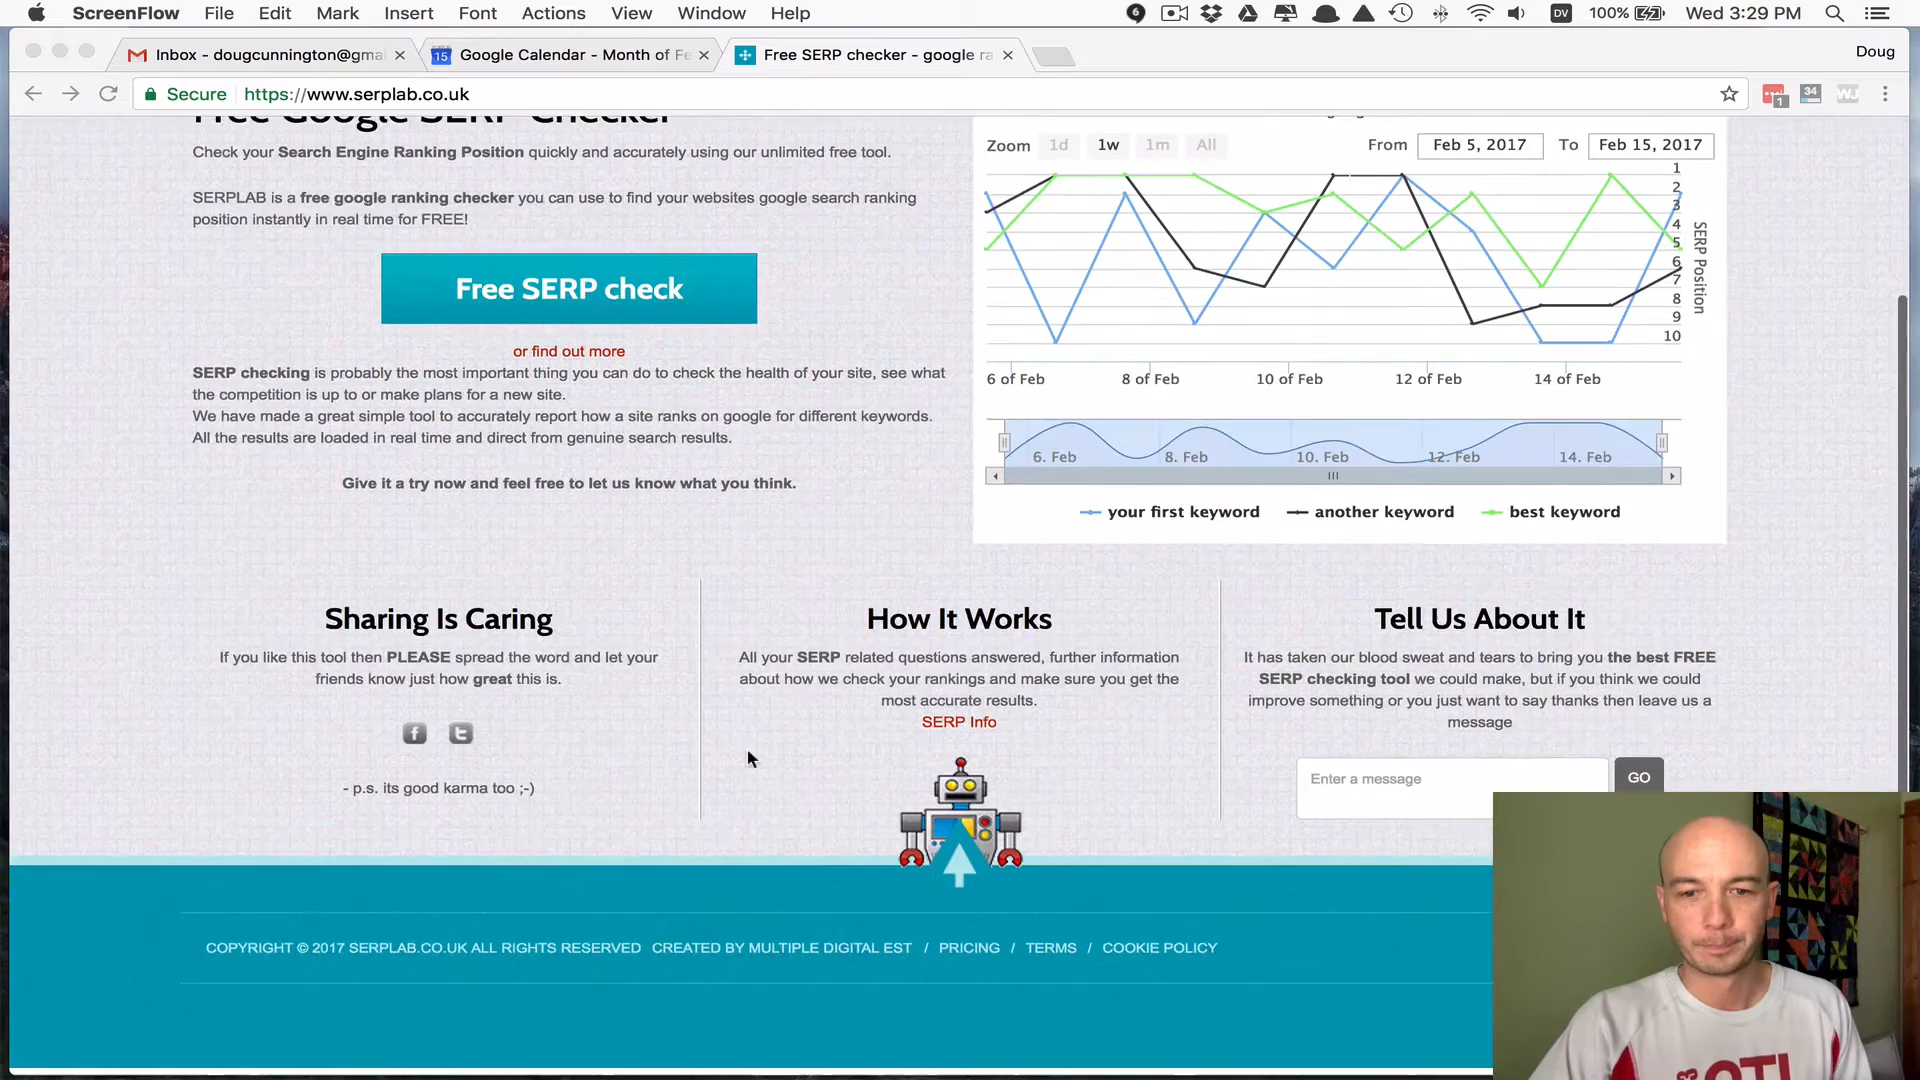 ScreenFlow File Edit Mark Insert Font Actions View Window Help 6 DV 100% Wed 3:29 PM
Inbox - dougcunnington@gmai 15 Google Calendar - Month of Fe Free SERP checker - google ra Doug
Secure https://www.serplab.co.uk 1 34 WJ
Free Google SERP Checker
Check your Search Engine Ranking Position quickly and accurately using our unlimited free tool.
SERPLAB is a free google ranking checker you can use to find your websites google search ranking
position instantly in real time for FREE!
Free SERP check
or find out more
SERP checking is probably the most important thing you can do to check the health of your site, see what
the competition is up to or make plans for a new site.
We have made a great simple tool to accurately report how a site ranks on google for different keywords.
All the results are loaded in real time and direct from genuine search results.
Give it a try now and feel free to let us know what you think.
Zoom 1d 1w 1m All From Feb 5, 2017 To Feb 15, 2017
1
2
3
4
5
6
7
8
9
10
SERP Position
6 of Feb 8 of Feb 10 of Feb 12 of Feb 14 of Feb
6. Feb 8. Feb 10. Feb 12. Feb 14. Feb
your first keyword another keyword best keyword
Sharing Is Caring
If you like this tool then PLEASE spread the word and let your
friends know just how great this is.
- p.s. its good karma too ;-)
How It Works
All your SERP related questions answered, further information
about how we check your rankings and make sure you get the
most accurate results.
SERP Info
Tell Us About It
It has taken our blood sweat and tears to bring you the best FREE
SERP checking tool we could make, but if you think we could
improve something or you just want to say thanks then leave us a
message
Enter a message GO
COPYRIGHT © 2017 SERPLAB.CO.UK ALL RIGHTS RESERVED CREATED BY MULTIPLE DIGITAL EST / PRICING / TERMS / COOKIE POLICY